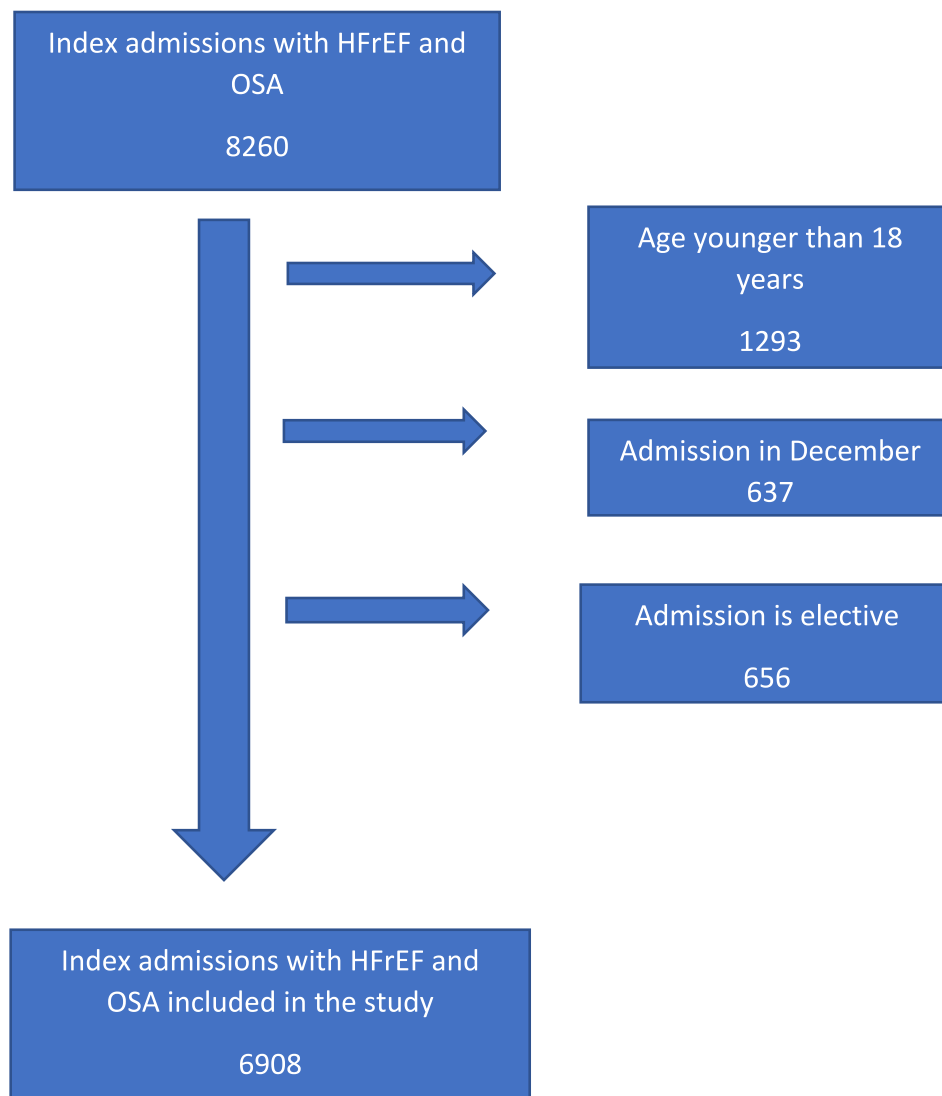 Index admissions with HFrEF and
OSA
8260
Age younger than 18
years
1293
Admission in December
637
Admission is elective
656
Index admissions with HFrEF and
OSA included in the study
6908